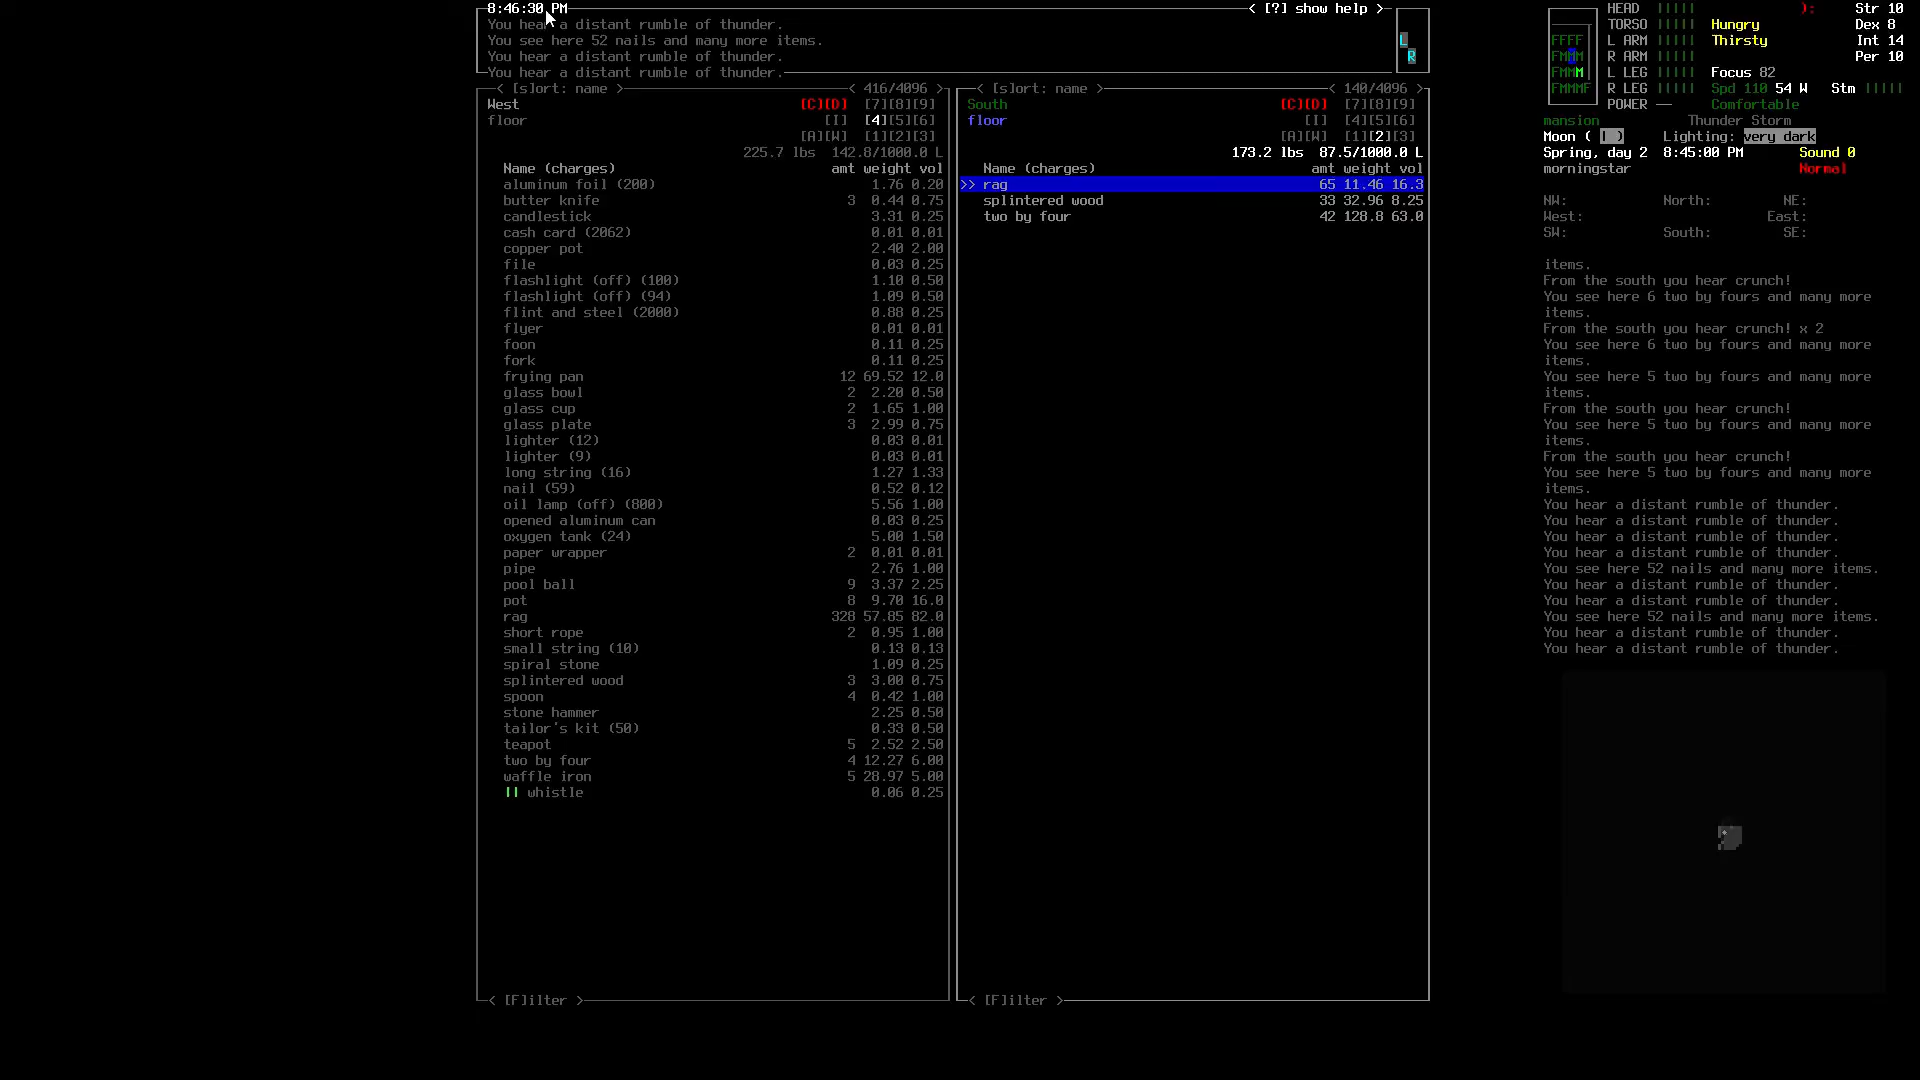 8:46:30 PM < [?] show help >
You hear a distant rumble of thunder.
You see here 52 nails and many more items.
You hear a distant rumble of thunder.
You hear a distant rumble of thunder.
L
R
< [s]ort: name > < 416/4096 >
West [C][D] [7][8][9]
floor [I] [4][5][6]
[A][W] [1][2][3]
225.7 lbs 142.8/1000.0 L
Name (charges) amt weight vol
aluminum foil (200) 1.76 0.20
butter knife 3 0.44 0.75
candlestick 3.31 0.25
cash card (2062) 0.01 0.01
copper pot 2.40 2.00
file 0.03 0.25
flashlight (off) (100) 1.10 0.50
flashlight (off) (94) 1.09 0.50
flint and steel (2000) 0.88 0.25
flyer 0.01 0.01
foon 0.11 0.25
fork 0.11 0.25
frying pan 12 69.52 12.0
glass bowl 2 2.20 0.50
glass cup 2 1.65 1.00
glass plate 3 2.99 0.75
lighter (12) 0.03 0.01
lighter (9) 0.03 0.01
long string (16) 1.27 1.33
nail (59) 0.52 0.12
oil lamp (off) (800) 5.56 1.00
opened aluminum can 0.03 0.25
oxygen tank (24) 5.00 1.50
paper wrapper 2 0.01 0.01
pipe 2.76 1.00
pool ball 9 3.37 2.25
pot 8 9.70 16.0
rag 328 57.85 82.0
short rope 2 0.95 1.00
small string (10) 0.13 0.13
spiral stone 1.09 0.25
splintered wood 3 3.00 0.75
spoon 4 0.42 1.00
stone hammer 2.25 0.50
tailor's kit (50) 0.33 0.50
teapot 5 2.52 2.50
two by four 4 12.27 6.00
waffle iron 5 28.97 5.00
|| whistle 0.06 0.25
< [F]ilter >
< [s]ort: name > < 140/4096 >
South [C][D] [7][8][9]
floor [I] [4][5][6]
[A][W] [1][2][3]
173.2 lbs 87.5/1000.0 L
Name (charges) amt weight vol
>> rag 65 11.46 16.3
splintered wood 33 32.96 8.25
two by four 42 128.8 63.0
< [F]ilter >
HEAD ||||| ): Str 10
TORSO ||||| Hungry Dex 8
FFFF L ARM ||||| Thirsty Int 14
FMMM R ARM ||||| Per 10
FMMM L LEG ||||| Focus 82
FMMMF R LEG ||||| Spd 110 54 W Stm |||||
POWER — Comfortable
mansion Thunder Storm
Moon ( | ) Lighting: very dark
Spring, day 2 8:45:00 PM Sound 0
morningstar Normal
NW: North: NE:
West: East:
SW: South: SE:
items.
From the south you hear crunch!
You see here 6 two by fours and many more
items.
From the south you hear crunch! x 2
You see here 6 two by fours and many more
items.
You see here 5 two by fours and many more
items.
From the south you hear crunch!
You see here 5 two by fours and many more
items.
From the south you hear crunch!
You see here 5 two by fours and many more
items.
You hear a distant rumble of thunder.
You hear a distant rumble of thunder.
You hear a distant rumble of thunder.
You hear a distant rumble of thunder.
You see here 52 nails and many more items.
You hear a distant rumble of thunder.
You hear a distant rumble of thunder.
You see here 52 nails and many more items.
You hear a distant rumble of thunder.
You hear a distant rumble of thunder.